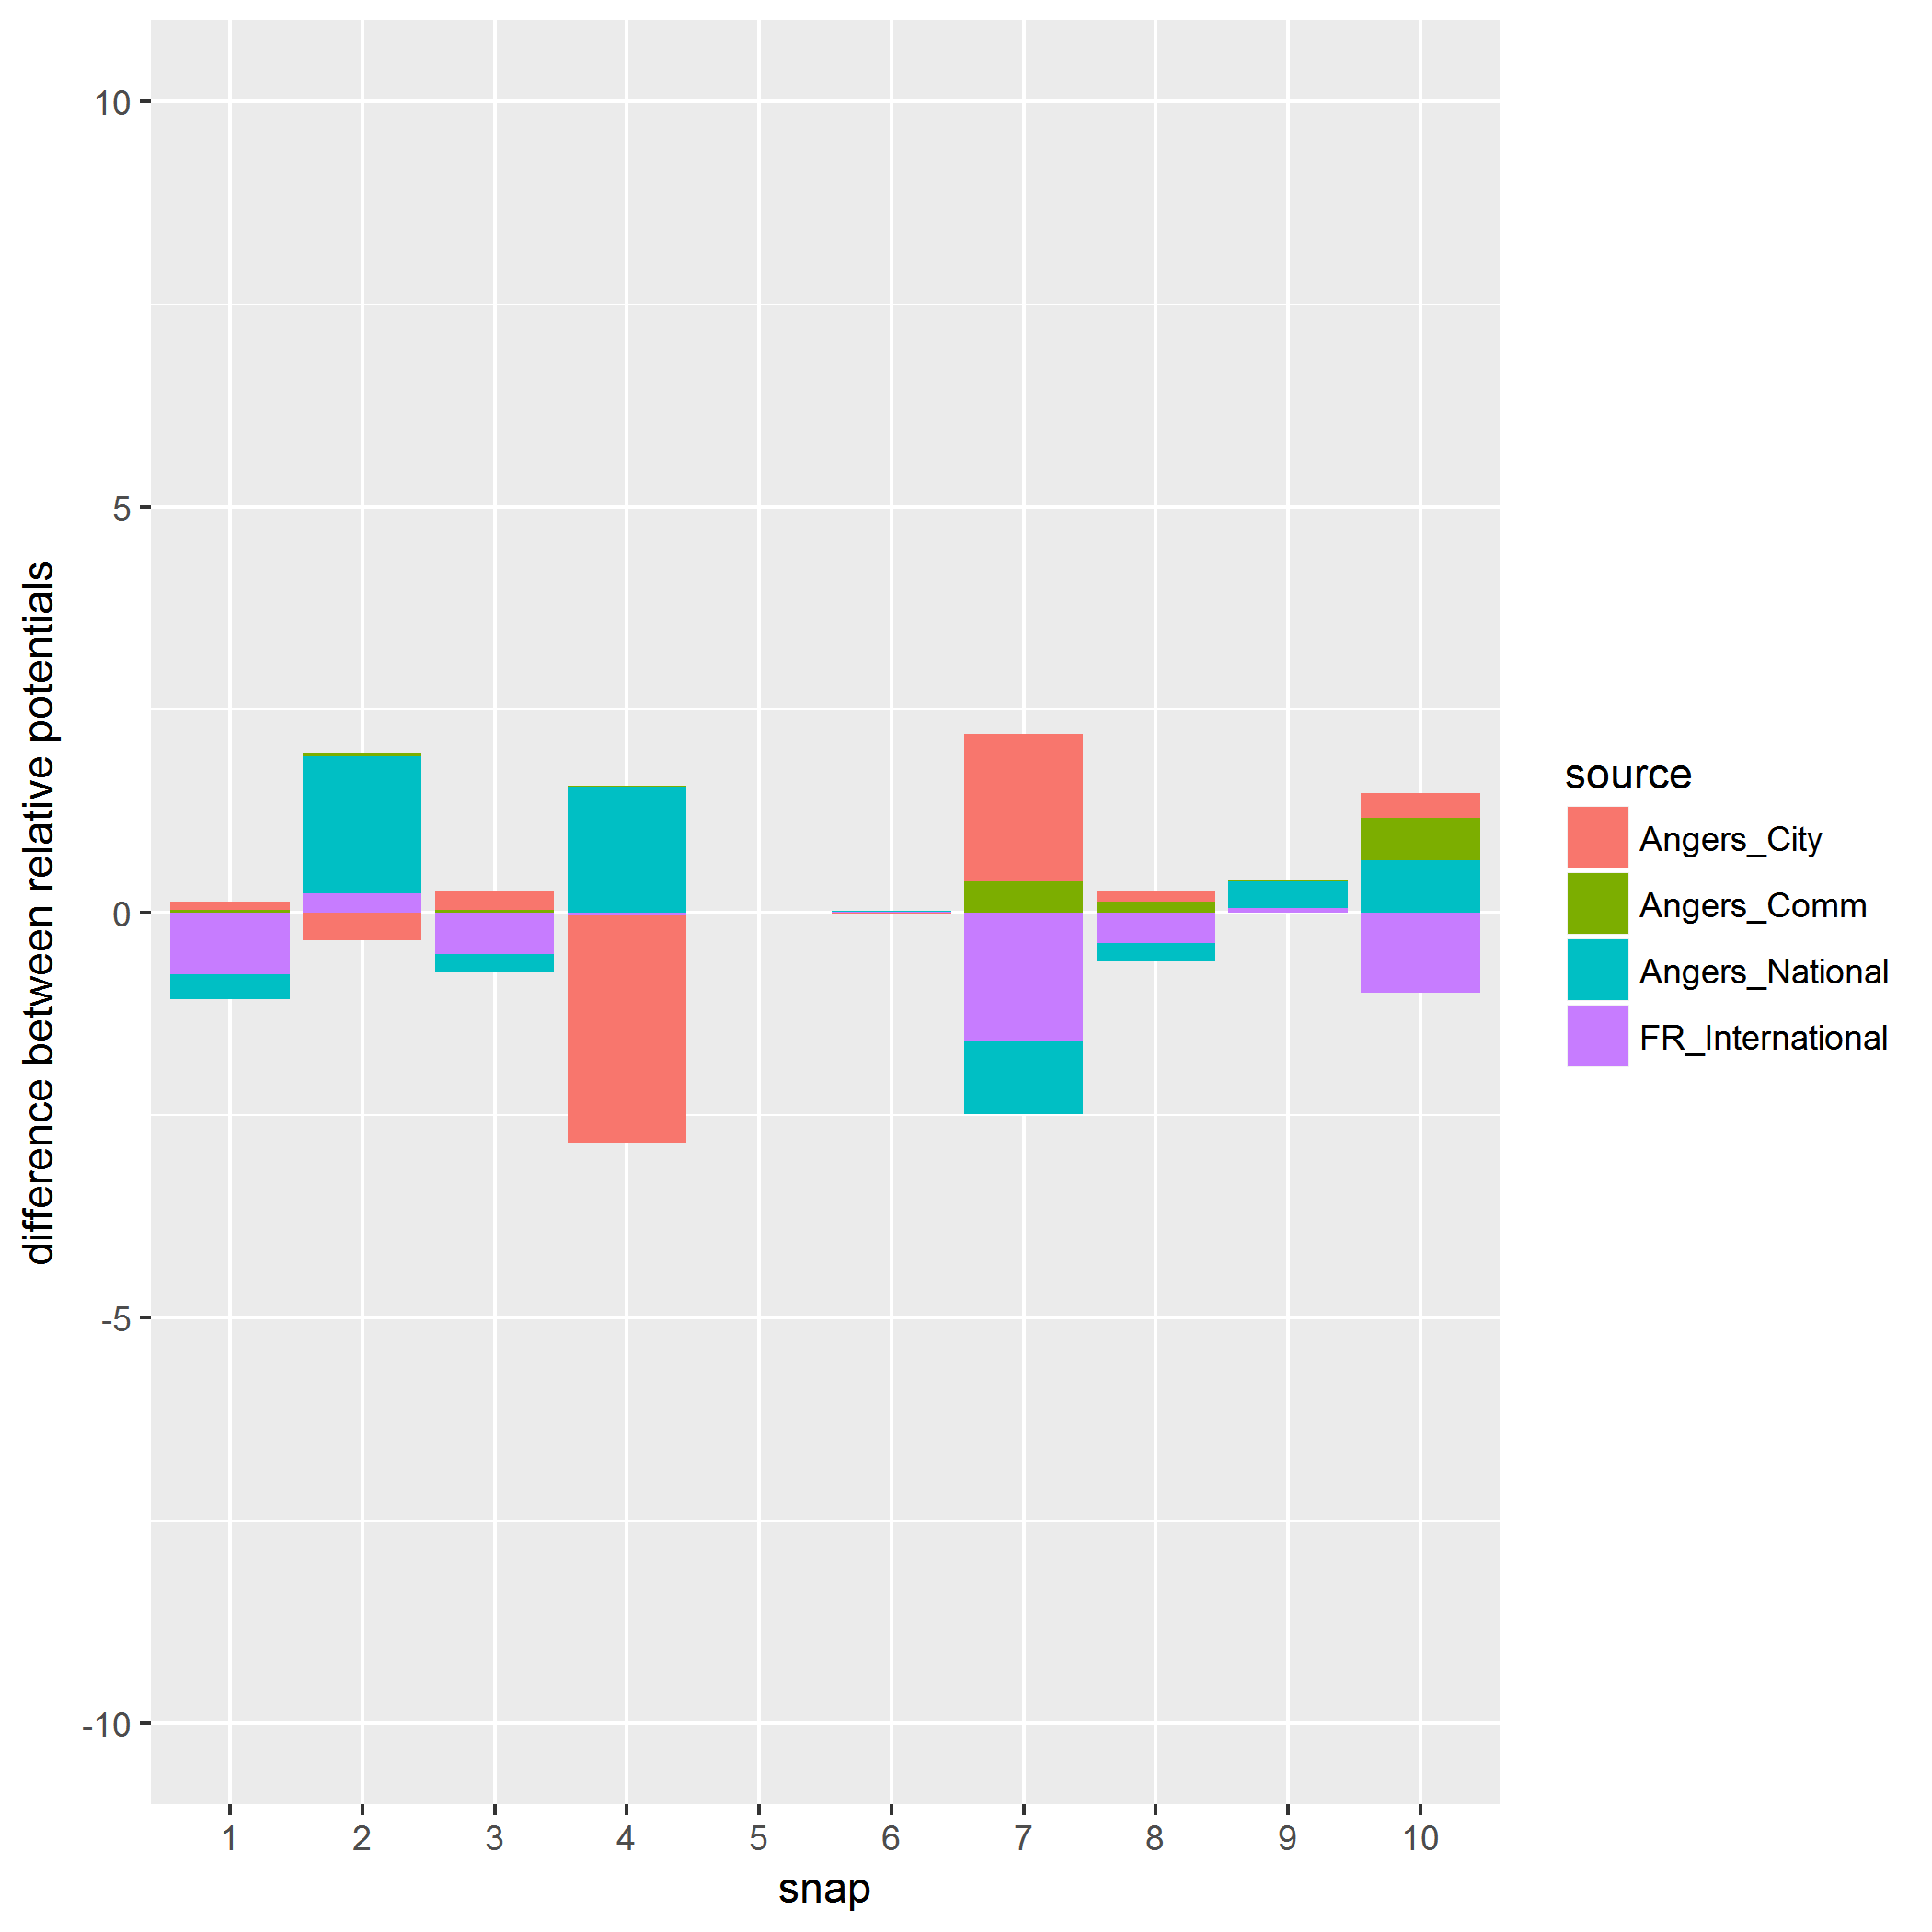 difference between relative potentials
10
5
0
-5
-10
1 2 3 4 5 6 7 8 9 10
snap
source
Angers_City
Angers_Comm
Angers_National
FR_International